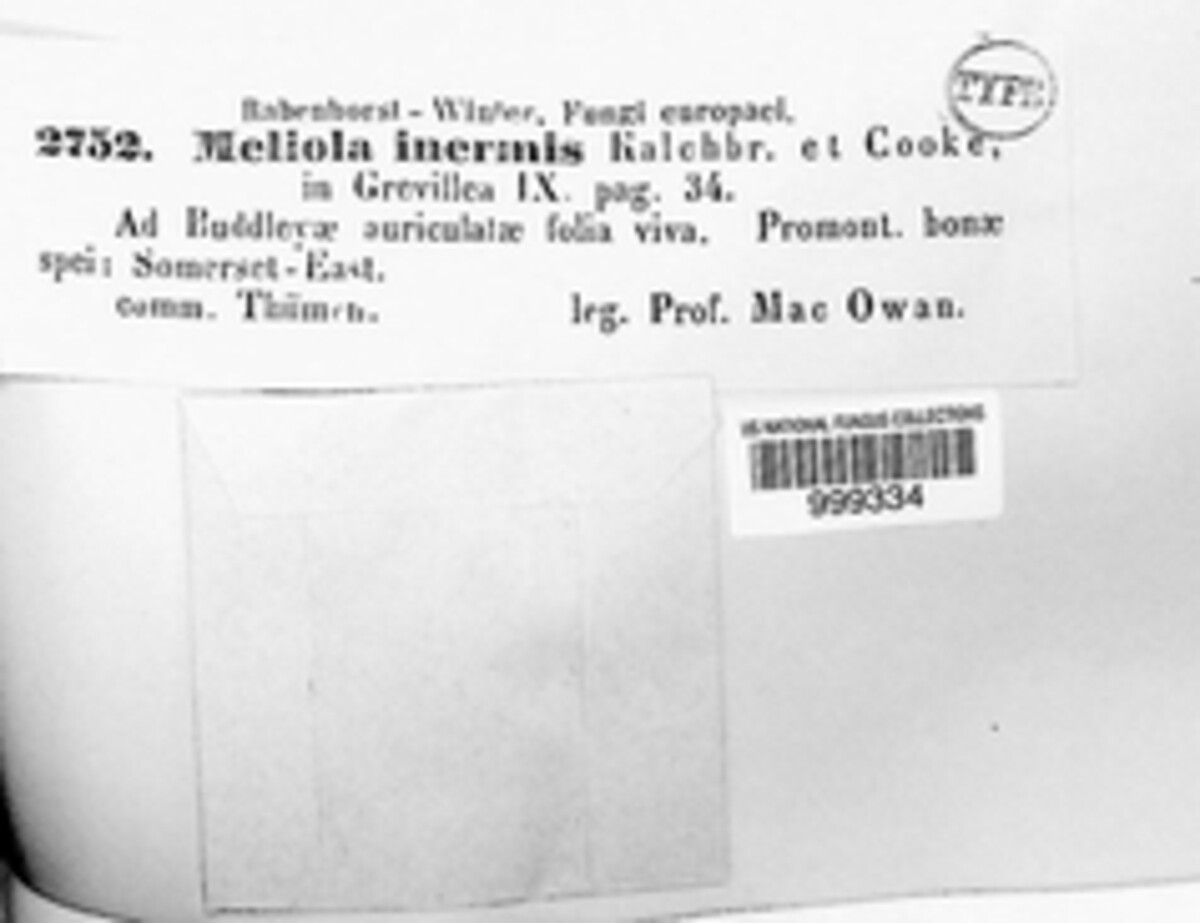 TYPE
Rabenhorst - Winter, Fungi europaei.
2752. Meliola inermis Kalchbr. et Cooke,
in Grevillea IX. pag. 34.
Ad Buddleyæ auriculatæ folia viva. Promont. bonæ
spei: Somerset-East.
comm. Thümen. leg. Prof. Mac Owan.
US NATIONAL FUNGUS COLLECTIONS
999334